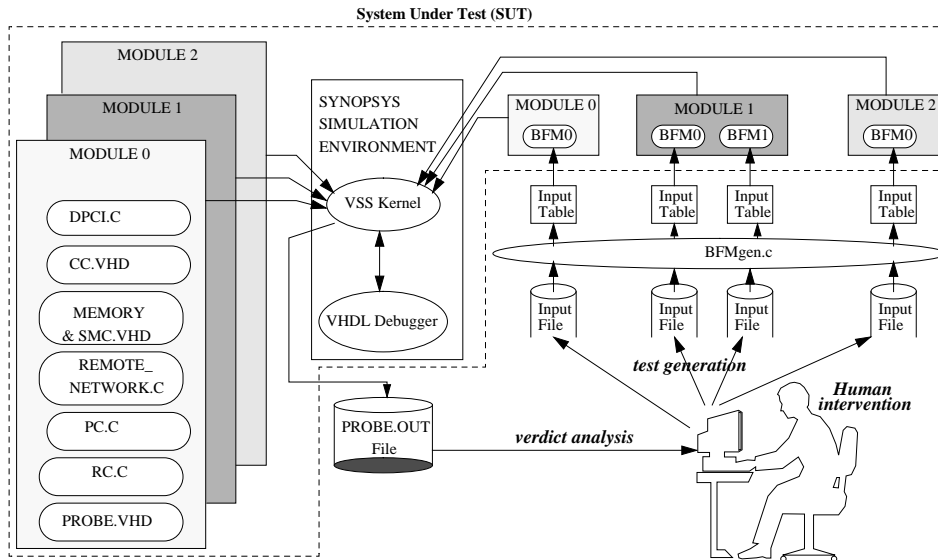 System Under Test (SUT)
MODULE 2
MODULE 1
MODULE 0
DPCI.C
CC.VHD
MEMORY
& SMC.VHD
REMOTE_
NETWORK.C
PC.C
RC.C
PROBE.VHD
SYNOPSYS
SIMULATION
ENVIRONMENT
VSS Kernel
VHDL Debugger
PROBE.OUT
File
MODULE 0
BFM0
MODULE 1
BFM0
BFM1
MODULE 2
BFM0
Input
Table
Input
Table
Input
Table
Input
Table
BFMgen.c
Input
File
Input
File
Input
File
Input
File
test generation
Human
intervention
verdict analysis